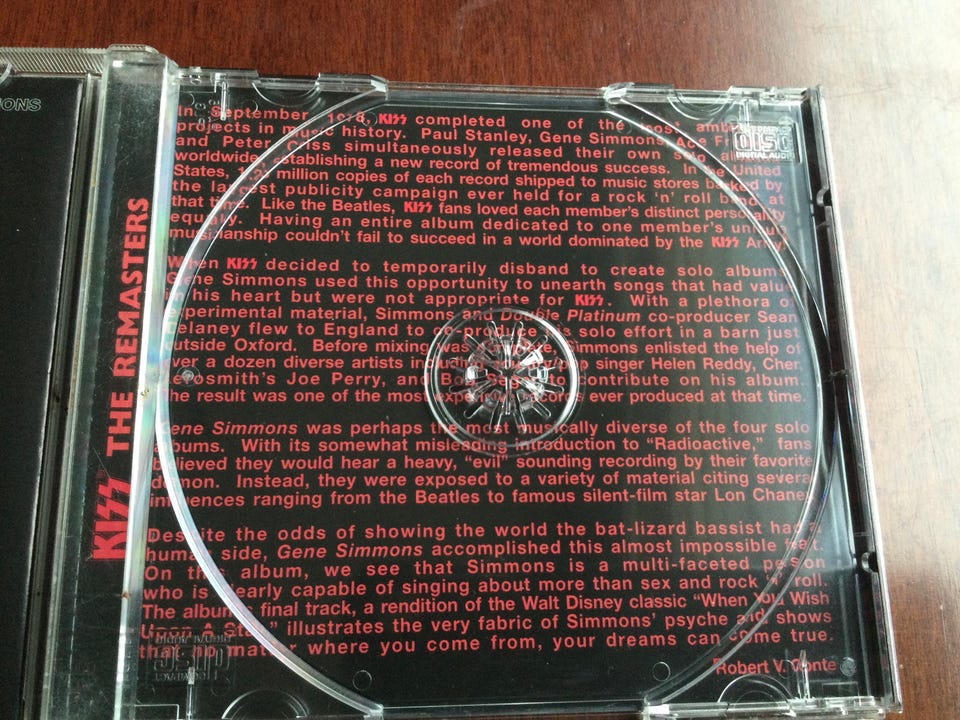 IONS
KISS THE REMASTERS
In September 1978, KISS completed one of the most
projects in music history. Paul Stanley, Gene Simmons, Ace
and Peter Criss simultaneously released their own solo
worldwide, establishing a new record of tremendous success. In the United
States, million copies of each record shipped to music stores backed by
the largest publicity campaign ever held for a rock 'n' roll band at
that time. Like the Beatles, KISS fans loved each member's distinct personality
equally. Having an entire album dedicated to one member's unique
musicianship couldn't fail to succeed in a world dominated by the KISS Army.
When KISS decided to temporarily disband to create solo albums
Gene Simmons used this opportunity to unearth songs that had value
in his heart but were not appropriate for KISS. With a plethora of
experimental material, Simmons and Double Platinum co-producer Sean
Delaney flew to England to co-produce his solo effort in a barn just
outside Oxford. Before mixing was Simmons enlisted the help of
over a dozen diverse artists including singer Helen Reddy, Cher,
Aerosmith's Joe Perry, and Bob to contribute on his album.
The result was one of the most expensive records ever produced at that time.
Gene Simmons was perhaps the most musically diverse of the four solo
albums. With its somewhat misleading introduction to "Radioactive," fans
believed they would hear a heavy, "evil" sounding recording by their favorite
demon. Instead, they were exposed to a variety of material citing several
influences ranging from the Beatles to famous silent-film star Lon Chaney
Despite the odds of showing the world the bat-lizard bassist had a
human side, Gene Simmons accomplished this almost impossible feat.
On this album, we see that Simmons is a multi-faceted person
who is clearly capable of singing about more than sex and rock 'n' roll.
The album's final track, a rendition of the Walt Disney classic "When You Wish
Upon A Star" illustrates the very fabric of Simmons' psyche and shows
that no matter where you come from, your dreams can come true.
Robert V. Conte
COMPACT
disc
DIGITAL AUDIO